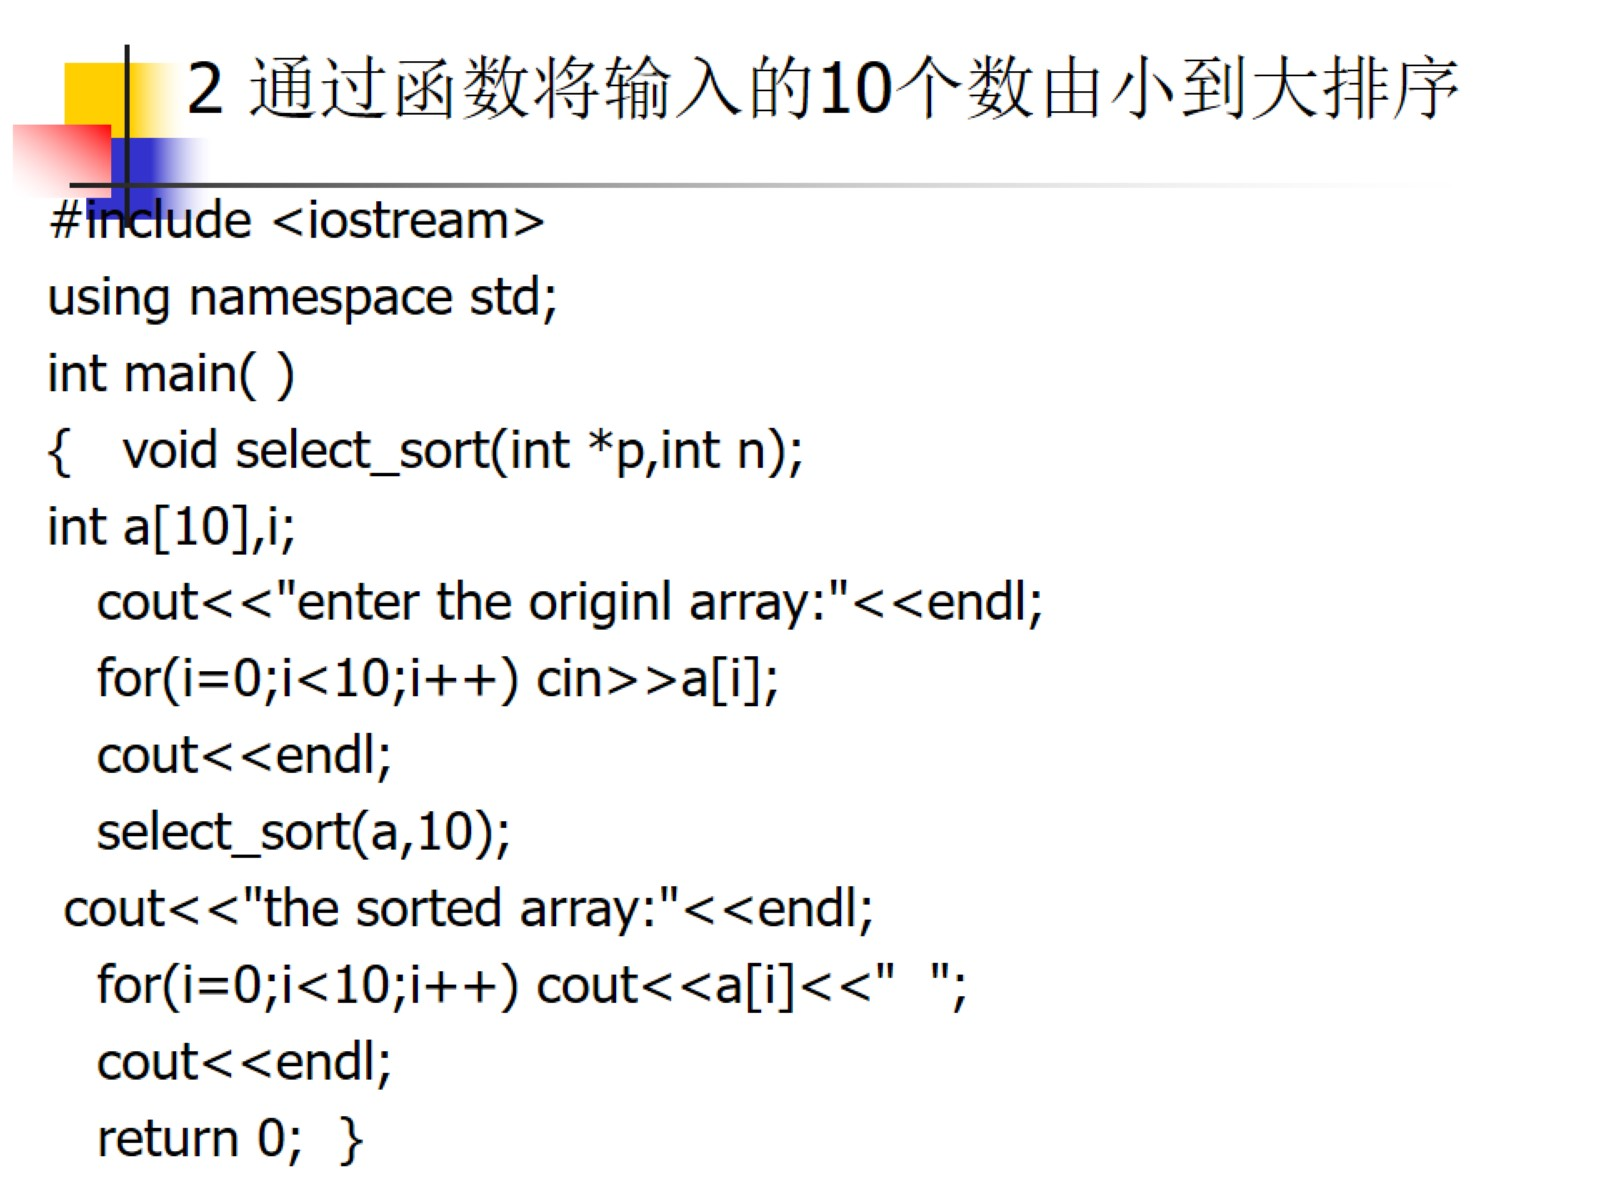 2 通过函数将输入的10个数由小到大排序
#include <iostream>
using namespace std;
int main( )
{   void select_sort(int *p,int n);
int a[10],i;
cout<<"enter the originl array:"<<endl;
for(i=0;i<10;i++) cin>>a[i];
cout<<endl;
select_sort(a,10);
cout<<"the sorted array:"<<endl;
for(i=0;i<10;i++) cout<<a[i]<<"  ";
cout<<endl;
return 0;  }